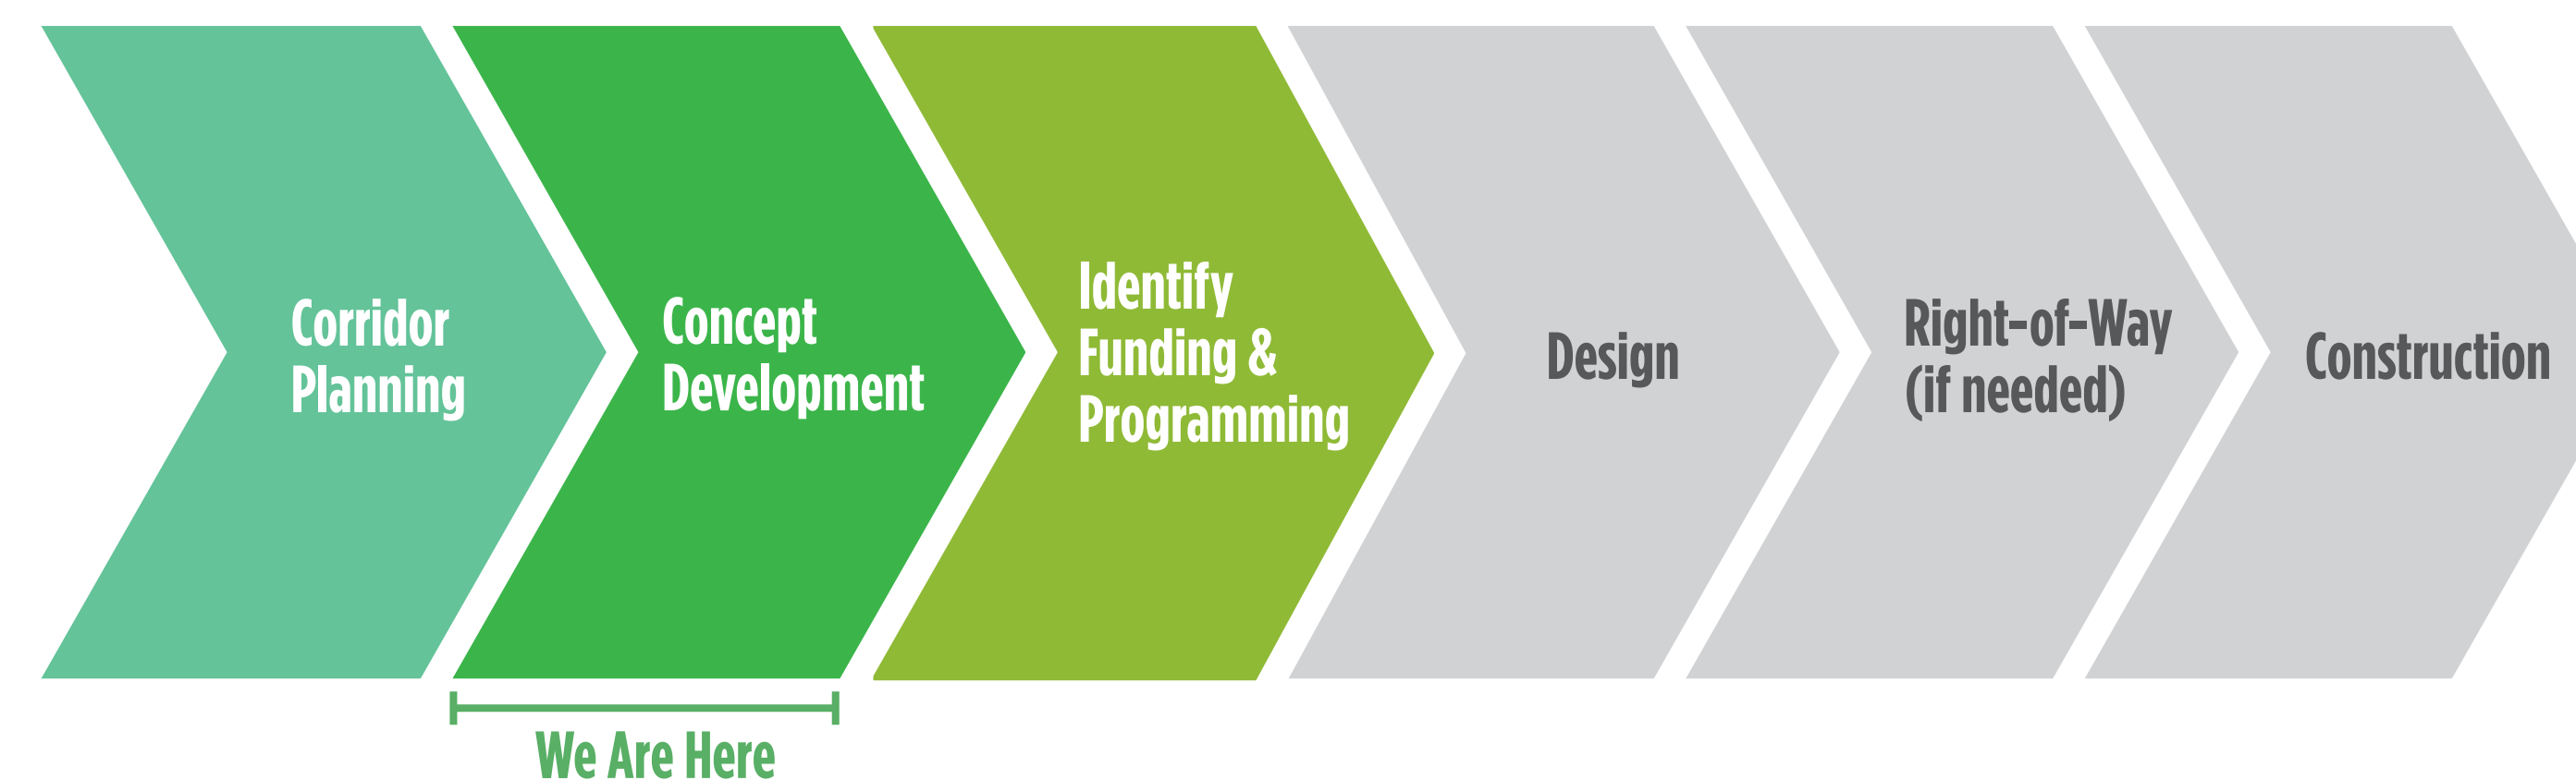 Corridor
Planning
Concept
Development
Identify
Funding &
Programming
Design
Right-of-Way
(if needed)
Construction
We Are Here